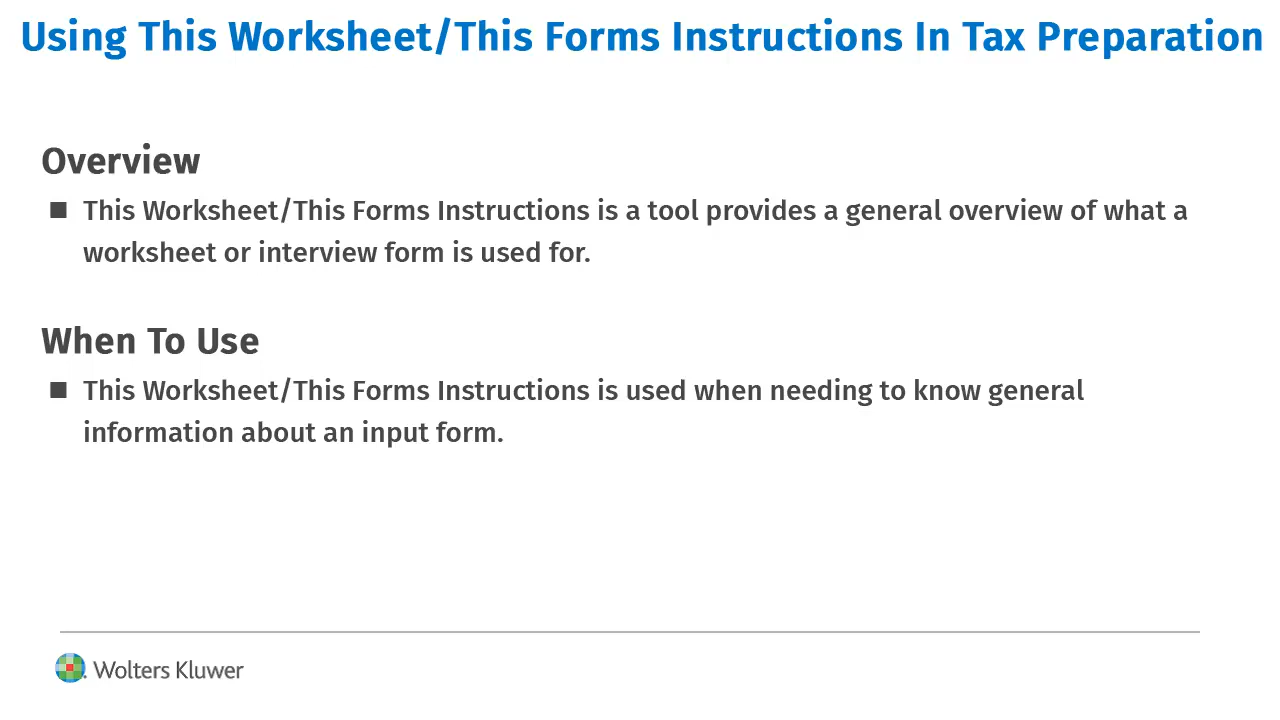 Using This Worksheet/This Forms Instructions In Tax Preparation
Overview
This Worksheet/This Forms Instructions is a tool provides a general overview of what a
worksheet or interview form is used for.
When To Use
This Worksheet/This Forms Instructions is used when needing to know general
information about an input form.
Wolters Kluwer